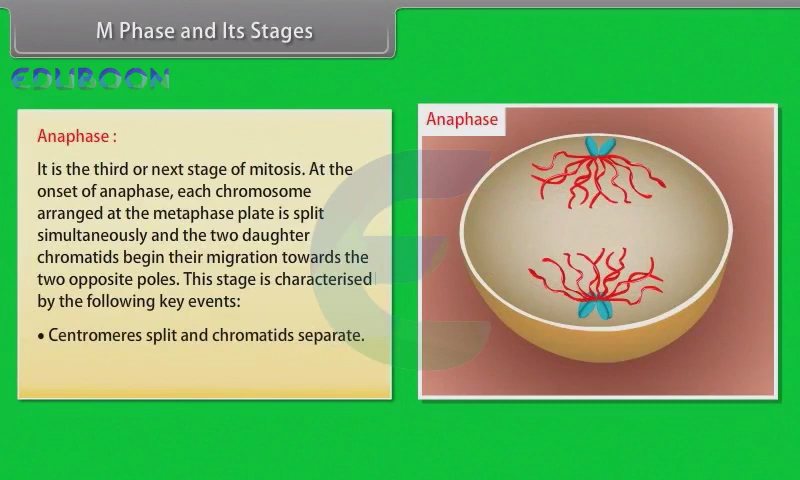 M Phase and Its Stages
EDUBOON
Anaphase :
It is the third or next stage of mitosis. At the
onset of anaphase, each chromosome
arranged at the metaphase plate is split
simultaneously and the two daughter
chromatids begin their migration towards the
two opposite poles. This stage is characterised
by the following key events:
• Centromeres split and chromatids separate.
Anaphase